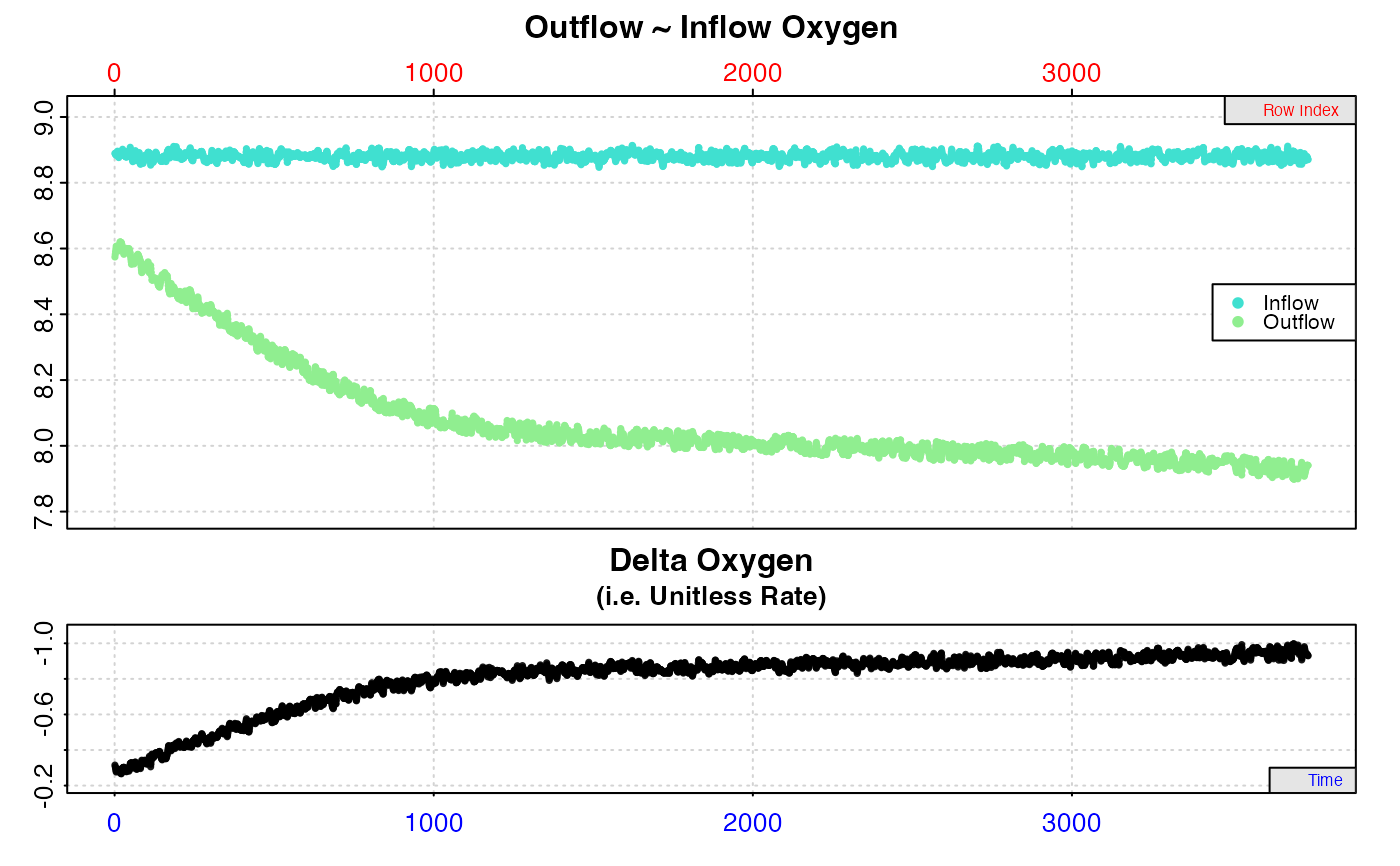 Outflow ~ Inflow Oxygen
0 1000 2000 3000
Row Index
9.0
8.8
8.6
8.4
8.2
8.0
7.8
Inflow
Outflow
Delta Oxygen
(i.e. Unitless Rate)
-1.0
-0.6
-0.2
Time
0 1000 2000 3000